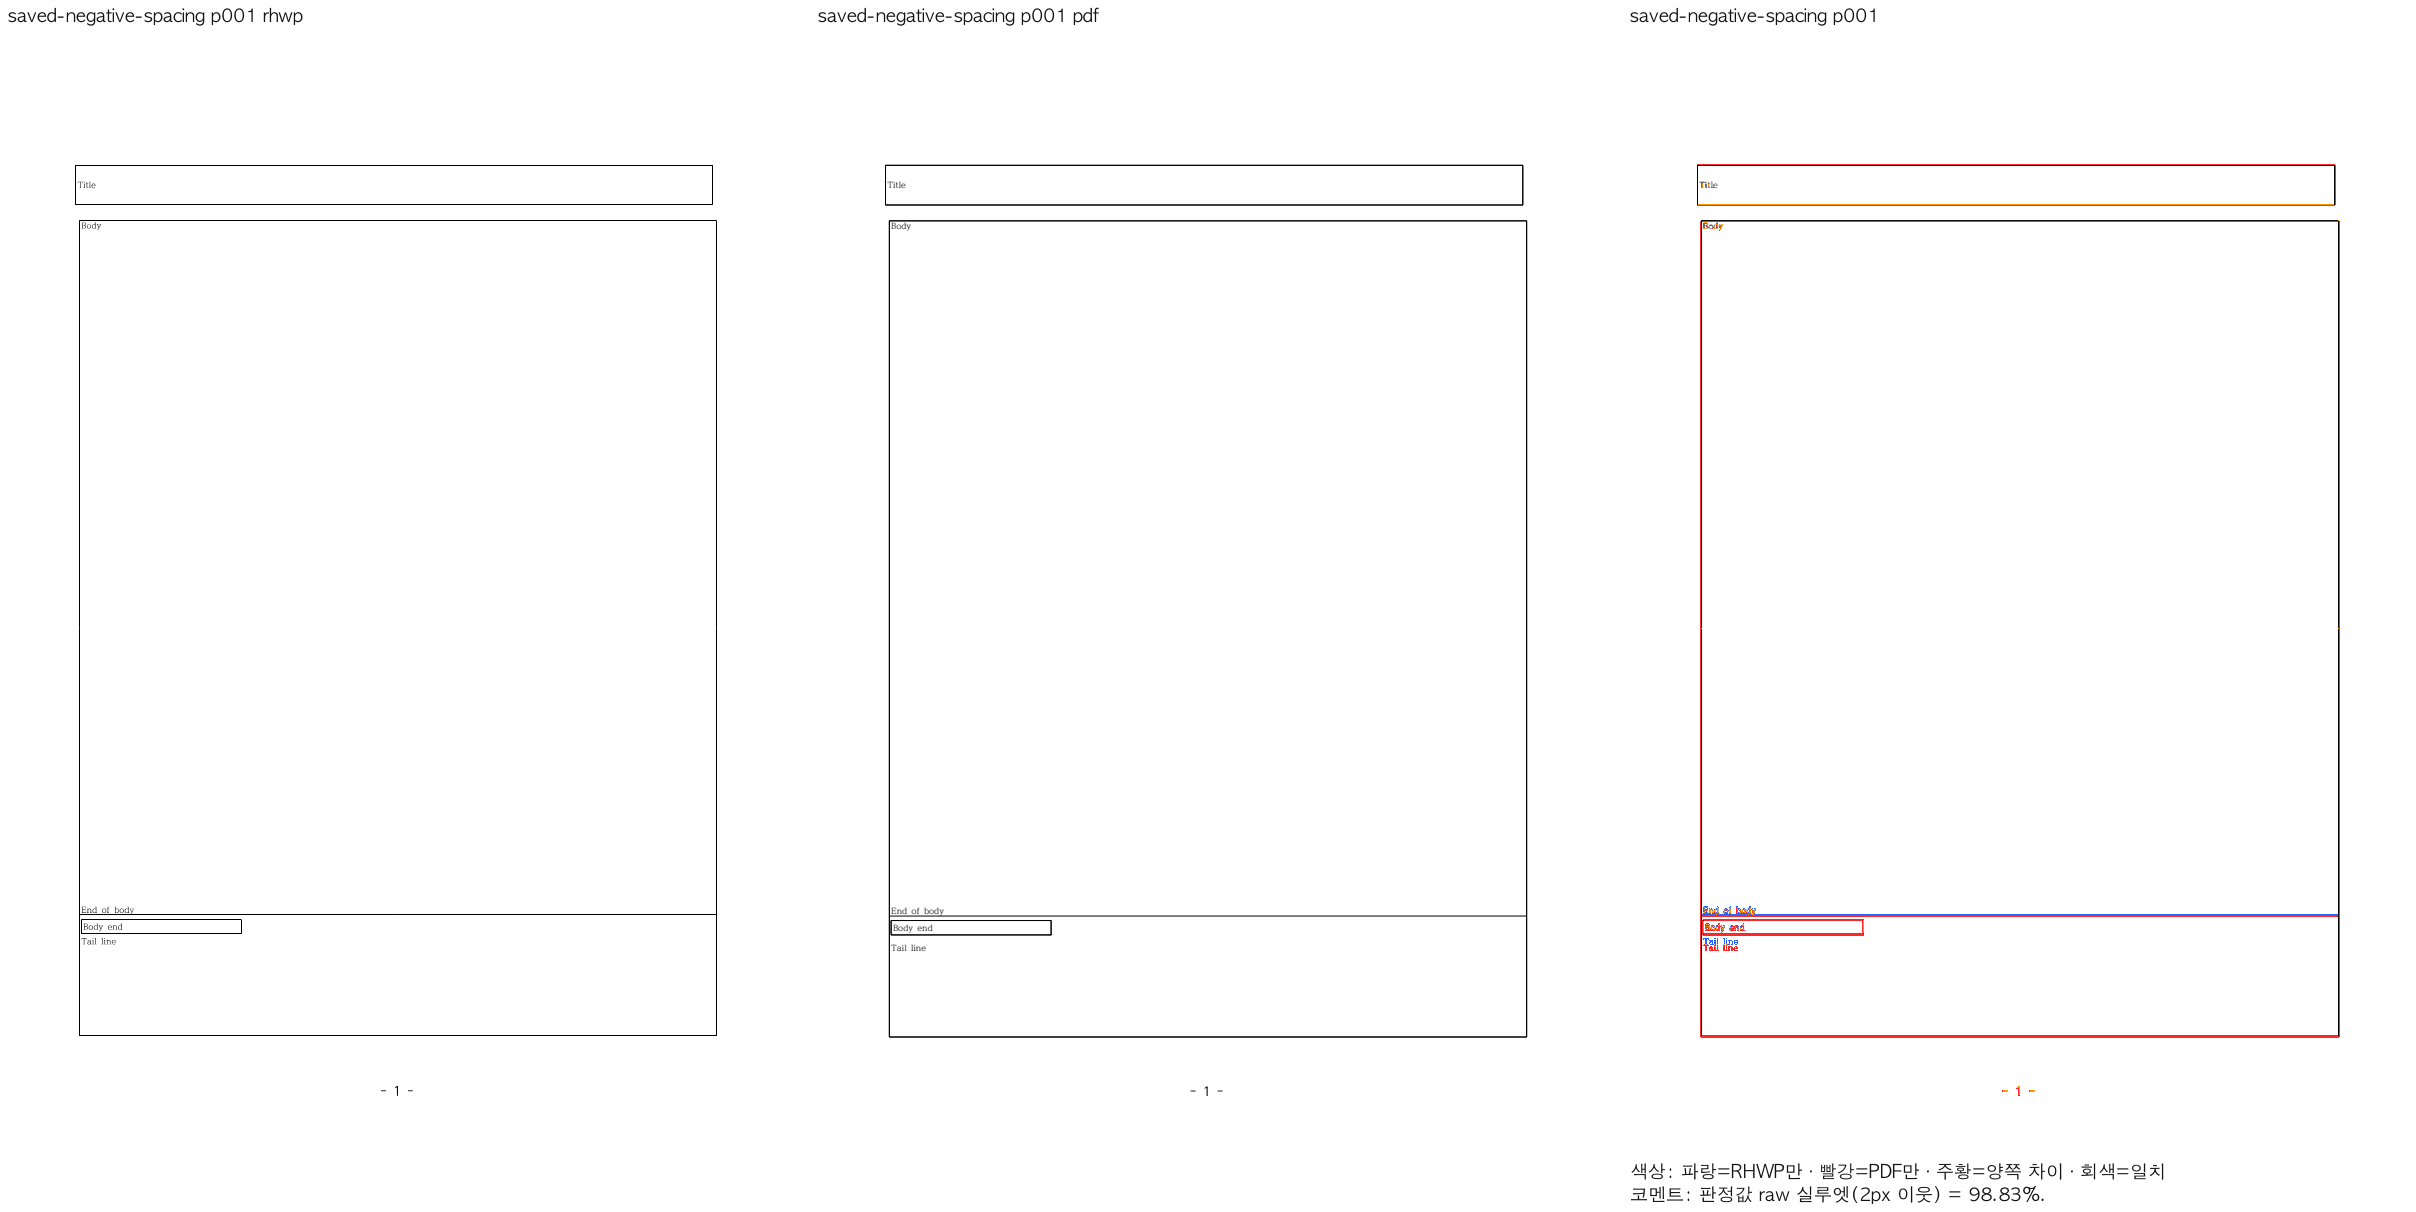 saved-negative-spacing p001 rhwp
Title
Body
End of body
Body end
Tail line
- 1 -
saved-negative-spacing p001 pdf
Title
Body
End of body
Body end
Tail line
- 1 -
saved-negative-spacing p001
Title
Body
End of body
Body end
Tail line
Tail line
- 1 -
색상: 파랑=RHWP만 · 빨강=PDF만 · 주황=양쪽 차이 · 회색=일치
코멘트: 판정값 raw 실루엣(2px 이웃) = 98.83%.